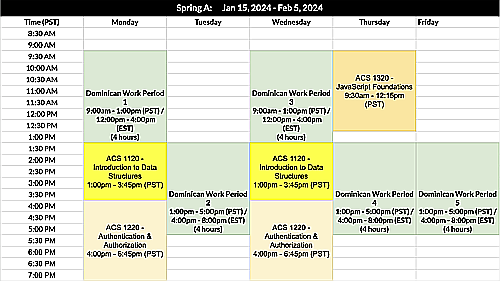 Spring A: Jan 15, 2024 - Feb 5, 2024
Time (PST) Monday Tuesday Wednesday Thursday Friday
8:30 AM
9:00 AM
9:30 AM
10:00 AM
10:30 AM
11:00 AM
11:30 AM
12:00 PM
12:30 PM
1:00 PM
1:30 PM
2:00 PM
2:30 PM
3:00 PM
3:30 PM
4:00 PM
4:30 PM
5:00 PM
5:30 PM
6:00 PM
6:30 PM
7:00 PM
Dominican Work Period
1
9:00am - 1:00pm (PST) /
12:00pm - 4:00pm
(EST)
(4 hours)
ACS 1120 -
Introduction to Data
Structures
1:00pm - 3:45pm (PST)
ACS 1220 -
Authentication &
Authorization
4:00pm - 6:45pm (PST)
Dominican Work Period
2
1:00pm - 5:00pm (PST) /
4:00pm - 8:00pm (EST)
(4 hours)
Dominican Work Period
3
9:00am - 1:00pm (PST) /
12:00pm - 4:00pm
(EST)
(4 hours)
ACS 1120 -
Introduction to Data
Structures
1:00pm - 3:45pm (PST)
ACS 1220 -
Authentication &
Authorization
4:00pm - 6:45pm (PST)
ACS 1320 -
JavaScript Foundations
9:30am - 12:15pm
(PST)
Dominican Work Period
4
1:00pm - 5:00pm (PST) /
4:00pm - 8:00pm (EST)
(4 hours)
Dominican Work Period
5
1:00pm - 5:00pm (PST) /
4:00pm - 8:00pm (EST)
(4 hours)